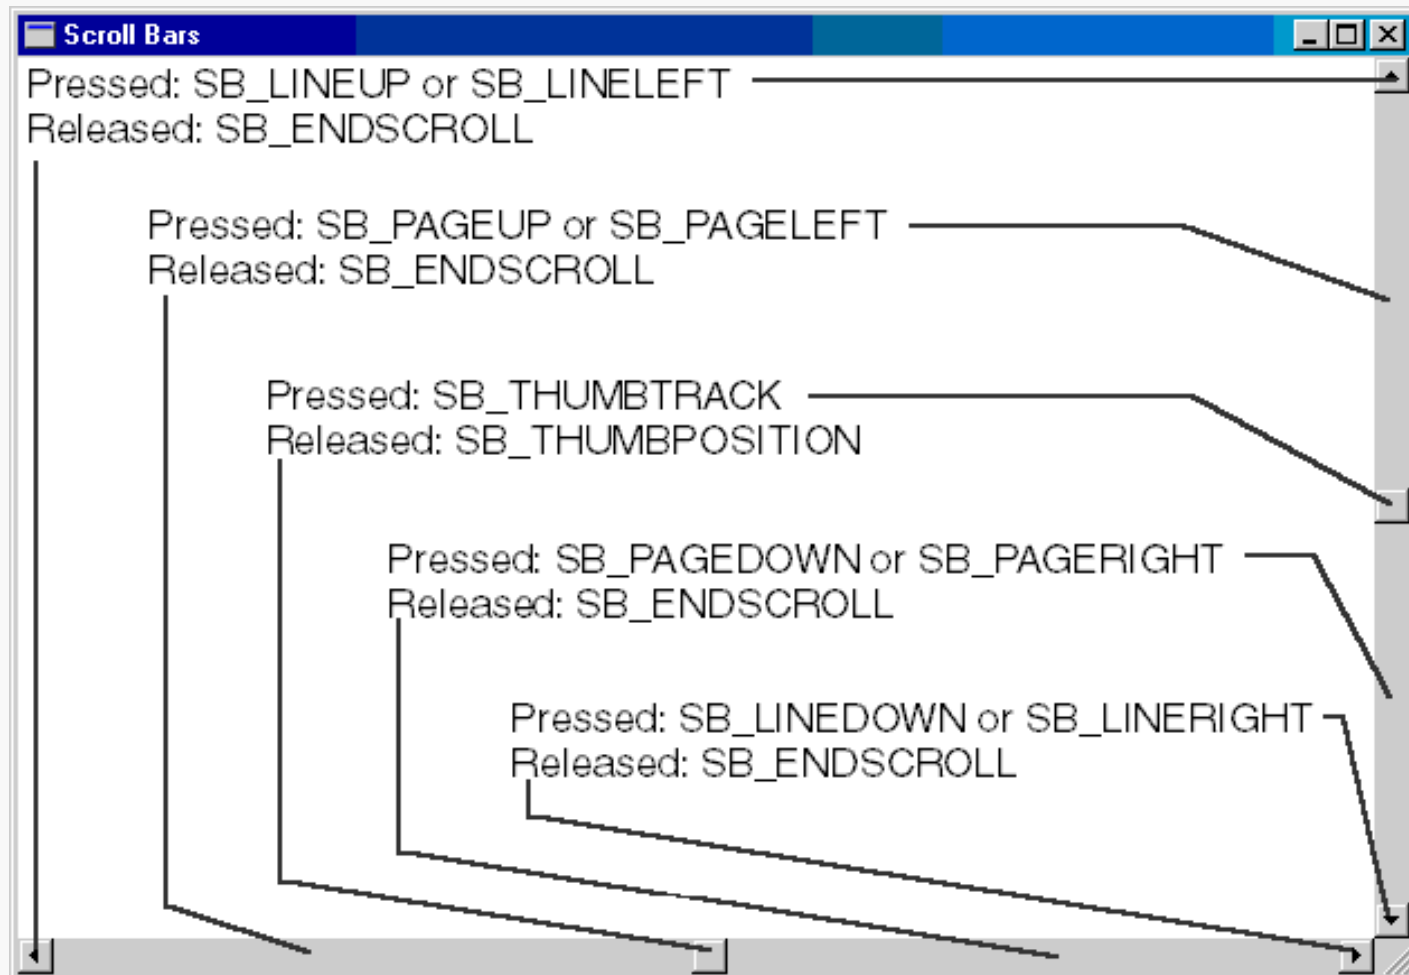 Scroll Bars
Pressed: SB_LINEUP or SB_LINELEFT
Released: SB_ENDSCROLL
Pressed: SB_PAGEUP or SB_PAGELEFT
Released: SB_ENDSCROLL
Pressed: SB_THUMBTRACK
Released: SB_THUMBPOSITION
Pressed: SB_PAGEDOWN or SB_PAGERIGHT
Released: SB_ENDSCROLL
Pressed: SB_LINEDOWN or SB_LINERIGHT
Released: SB_ENDSCROLL